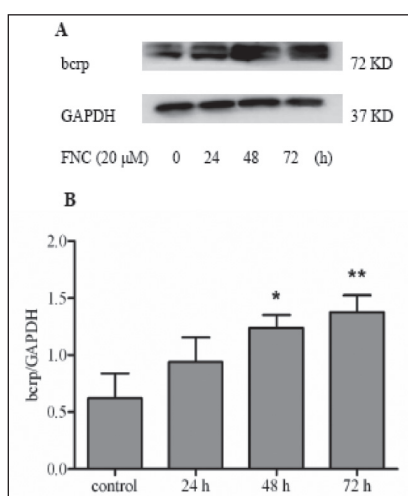 A
bcrp 72 KD
GAPDH 37 KD
FNC (20 μM) 0 24 48 72 (h)
B
2.0
1.5
1.0
0.5
0.0
bcrp/GAPDH
* **
control 24 h 48 h 72 h